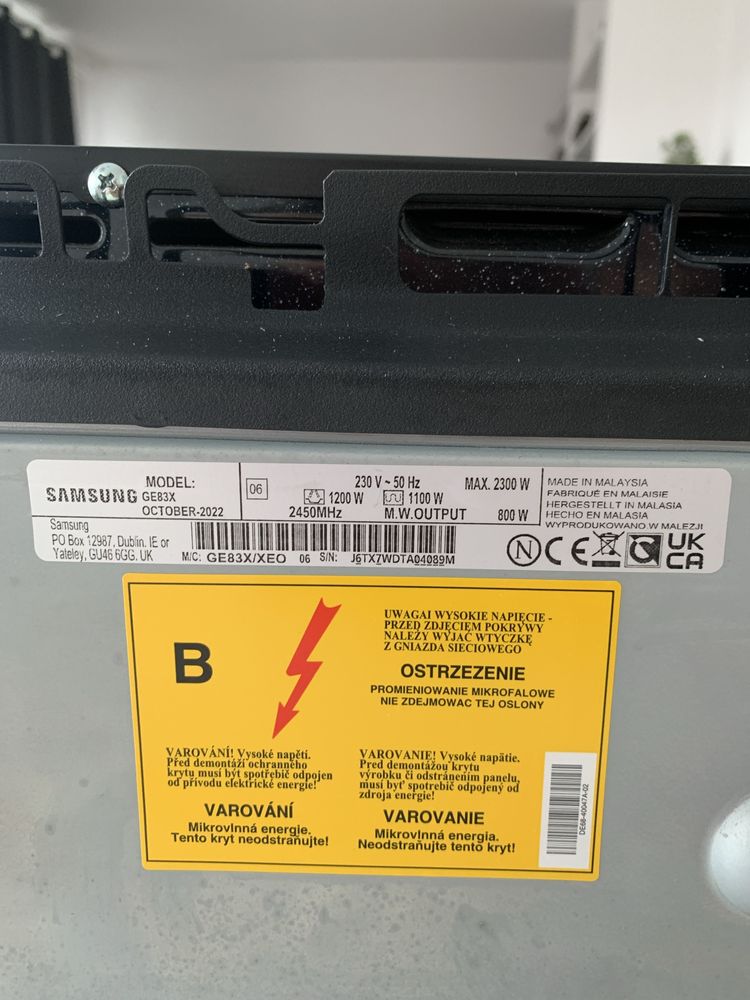 SAMSUNG
MODEL:
GE83X
OCTOBER-2022
06
230 V ~ 50 Hz
MAX. 2300 W
1200 W
1100 W
2450MHz
M.W.OUTPUT
800 W
MADE IN MALAYSIA
FABRIQUÉ EN MALAISIE
HERGESTELLT IN MALASIA
HECHO EN MALASIA
WYPRODUKOWANO W MALEZJI
Samsung
PO Box 12987, Dublin. IE or
Yateley, GU46 6GG. UK
M/C: GE83X/XEO 06 S/N: J6TX7WDTA04089M
N CE UK
CA
B
UWAGA! WYSOKIE NAPIĘCIE -
PRZED ZDJĘCIEM POKRYWY
NALEŻY WYJĄĆ WTYCZKĘ
Z GNIAZDA SIECIOWEGO
OSTRZEZENIE
PROMIENIOWANIE MIKROFALOWE
NIE ZDEJMOWAC TEJ OSLONY
VAROVÁNÍ! Vysoké napětí.
Před demontáží ochranného
krytu musí být spotřebič odpojen
od přívodu elektrické energie!
VAROVÁNÍ
Mikrovlnná energie.
Tento kryt neodstraňujte!
VAROVANIE! Vysoké napätie.
Pred demontážou krytu
výrobku či odstránením panelu,
musí byť spotrebič odpojený od
zdroja energie!
VAROVANIE
Mikrovlnná energia.
Neodstraňujte tento kryt!
DE68-40047A-02